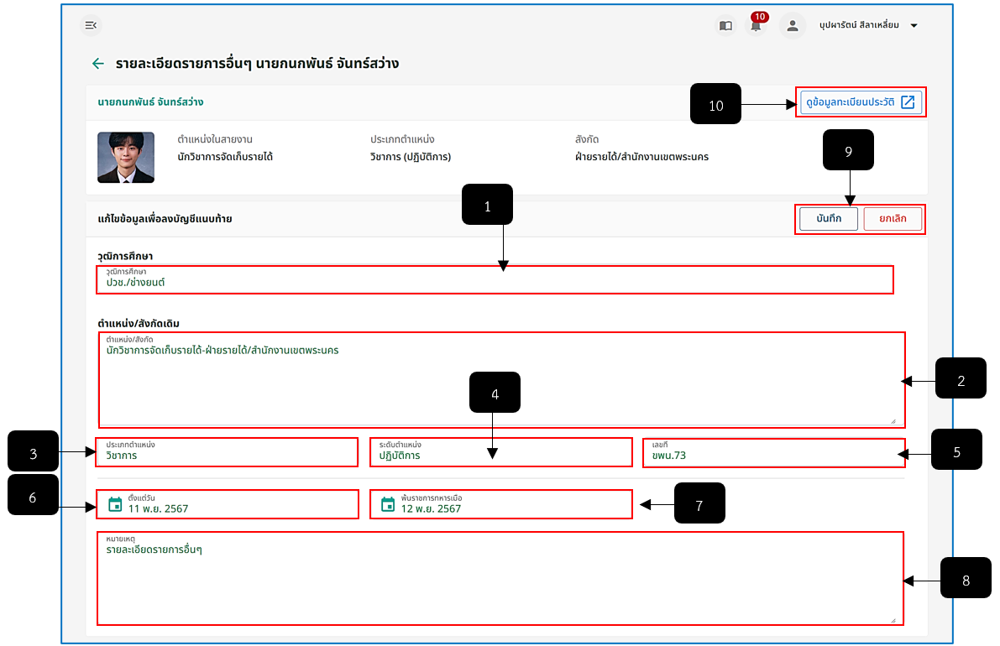 10
บุปผารัตน์ สีลาเหลี่ยม
รายละเอียดรายการอื่นๆ นายกนกพันธ์ จันทร์สว่าง
นายกนกพันธ์ จันทร์สว่าง
10
ดูข้อมูลทะเบียนประวัติ
ตำแหน่งในสายงาน
ประเภทตำแหน่ง
สังกัด
นักวิชาการจัดเก็บรายได้
วิชาการ (ปฏิบัติการ)
ฝ่ายรายได้/สำนักงานเขตพระนคร
9
1
แก้ไขข้อมูลเพื่อลงบัญชีแนบท้าย
บันทึก
ยกเลิก
วุฒิการศึกษา
วุฒิการศึกษา
ปวช./ช่างยนต์
ตำแหน่ง/สังกัดเดิม
ตำแหน่ง/สังกัด
นักวิชาการจัดเก็บรายได้-ฝ่ายรายได้/สำนักงานเขตพระนคร
2
4
3
ประเภทตำแหน่ง
วิชาการ
ระดับตำแหน่ง
ปฏิบัติการ
เลขที่
ขพน.73
5
6
ตั้งแต่วัน
11 พ.ย. 2567
พ้นราชการทหารเมือ
12 พ.ย. 2567
7
หมายเหตุ
รายละเอียดรายการอื่นๆ
8